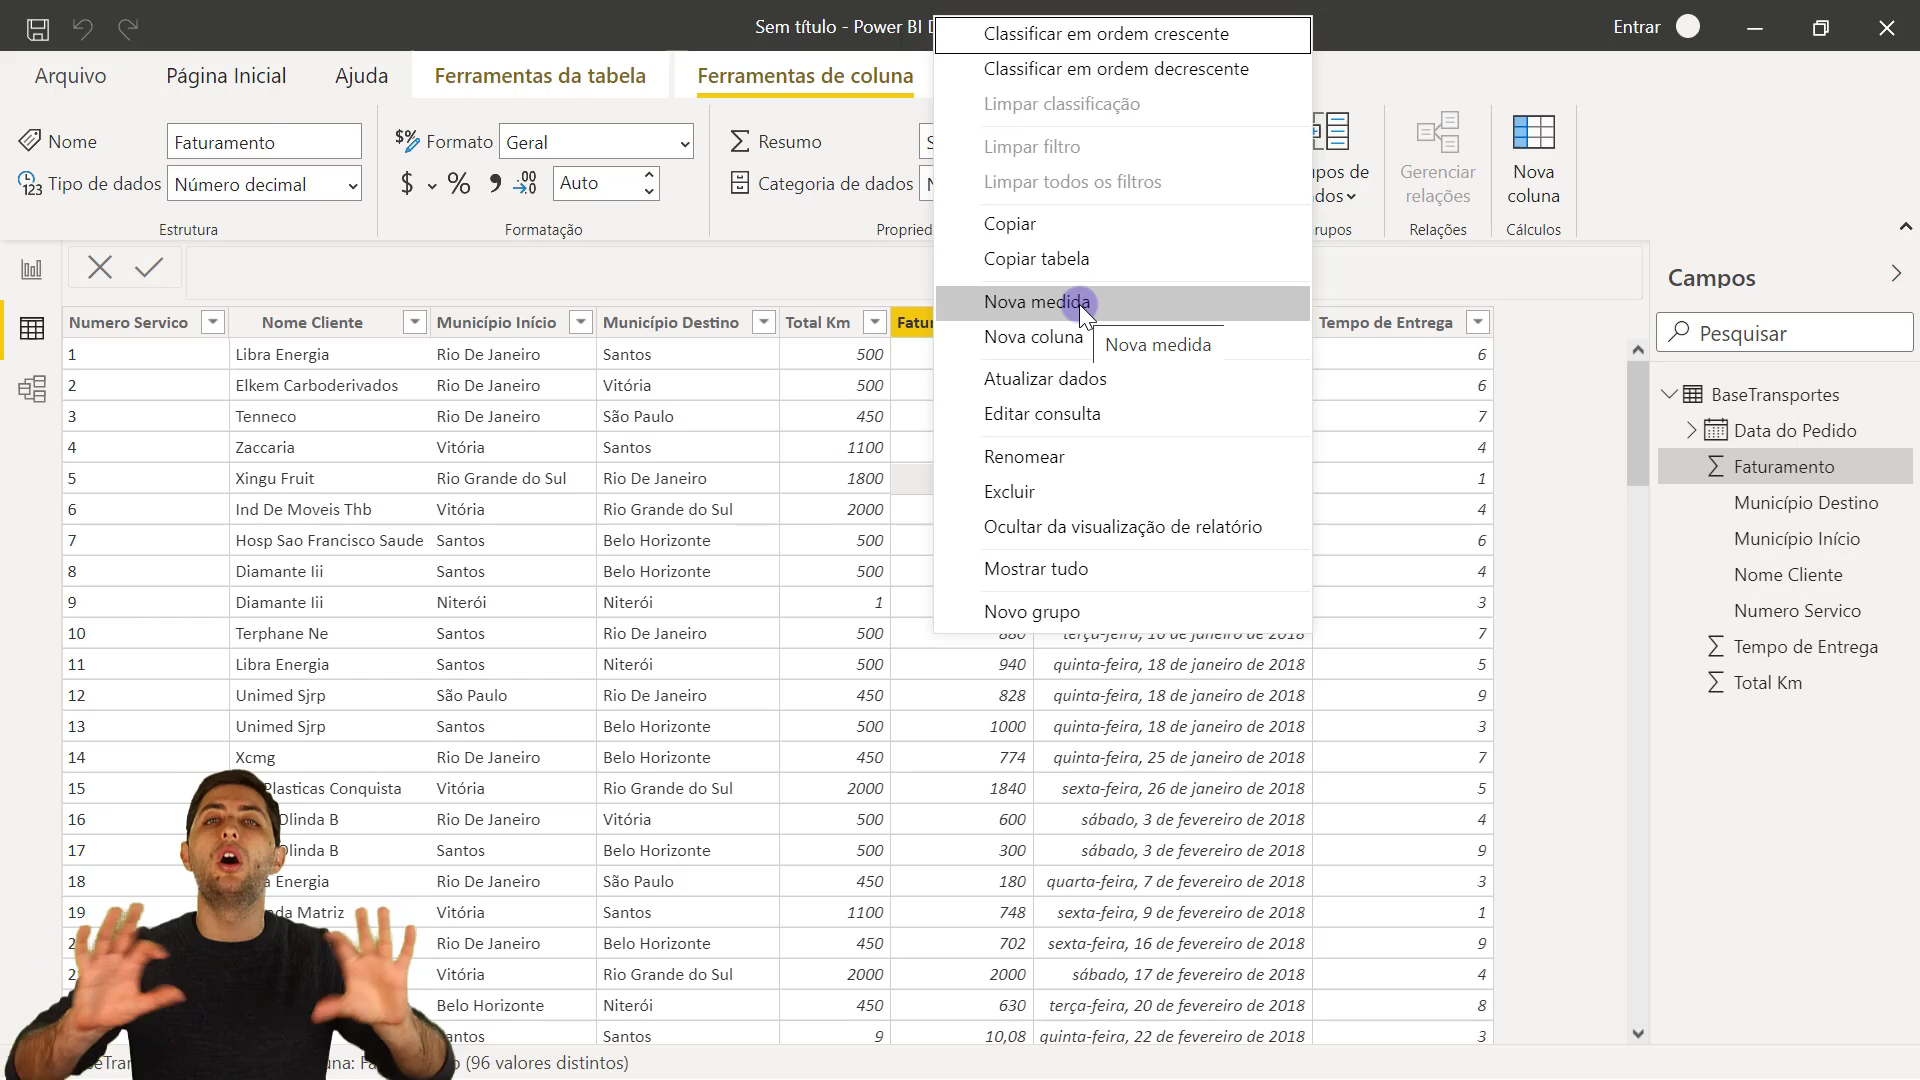 Sem título - Power BI
Entrar
Arquivo
Página Inicial
Ajuda
Ferramentas da tabela
Ferramentas de coluna
Nome
Faturamento
Tipo de dados
Número decimal
Estrutura
Formato
Geral
Auto
Formatação
Resumo
Categoria de dados
Gerenciar
relações
Relações
Nova
coluna
Cálculos
Classificar em ordem crescente
Classificar em ordem decrescente
Limpar classificação
Limpar filtro
Limpar todos os filtros
Copiar
Copiar tabela
Nova medida
Nova coluna
Nova medida
Atualizar dados
Editar consulta
Renomear
Excluir
Ocultar da visualização de relatório
Mostrar tudo
Novo grupo
Numero Servico Nome Cliente Município Início Município Destino Total Km Tempo de Entrega
1 Libra Energia Rio De Janeiro Santos 500 6
2 Elkem Carboderivados Rio De Janeiro Vitória 500 6
3 Tenneco Rio De Janeiro São Paulo 450 7
4 Zaccaria Vitória Santos 1100 4
5 Xingu Fruit Rio Grande do Sul Rio De Janeiro 1800 1
6 Ind De Moveis Thb Vitória Rio Grande do Sul 2000 4
7 Hosp Sao Francisco Saude Santos Belo Horizonte 500 6
8 Diamante Iii Santos Belo Horizonte 500 4
9 Diamante Iii Niterói Niterói 1 3
10 Terphane Ne Santos Rio De Janeiro 500 880 terça-feira, 16 de janeiro de 2018 7
11 Libra Energia Santos Niterói 500 940 quinta-feira, 18 de janeiro de 2018 5
12 Unimed Sjrp São Paulo Rio De Janeiro 450 828 quinta-feira, 18 de janeiro de 2018 9
13 Unimed Sjrp Santos Belo Horizonte 500 1000 quinta-feira, 18 de janeiro de 2018 3
14 Xcmg Rio De Janeiro Belo Horizonte 450 774 quinta-feira, 25 de janeiro de 2018 7
15 Plasticas Conquista Vitória Rio Grande do Sul 2000 1840 sexta-feira, 26 de janeiro de 2018 5
16 Olinda B Rio De Janeiro Vitória 500 600 sábado, 3 de fevereiro de 2018 4
17 Olinda B Santos Belo Horizonte 500 300 sábado, 3 de fevereiro de 2018 9
18 Energia Rio De Janeiro São Paulo 450 180 quarta-feira, 7 de fevereiro de 2018 3
19 Matriz Vitória Santos 1100 748 sexta-feira, 9 de fevereiro de 2018 1
Rio De Janeiro Belo Horizonte 450 702 sexta-feira, 16 de fevereiro de 2018 9
Vitória Rio Grande do Sul 2000 2000 sábado, 17 de fevereiro de 2018 4
Belo Horizonte Niterói 450 630 terça-feira, 20 de fevereiro de 2018 8
Santos 9 10,08 quinta-feira, 22 de fevereiro de 2018 3
(96 valores distintos)
Campos
Pesquisar
BaseTransportes
Data do Pedido
Faturamento
Município Destino
Município Início
Nome Cliente
Numero Servico
Tempo de Entrega
Total Km